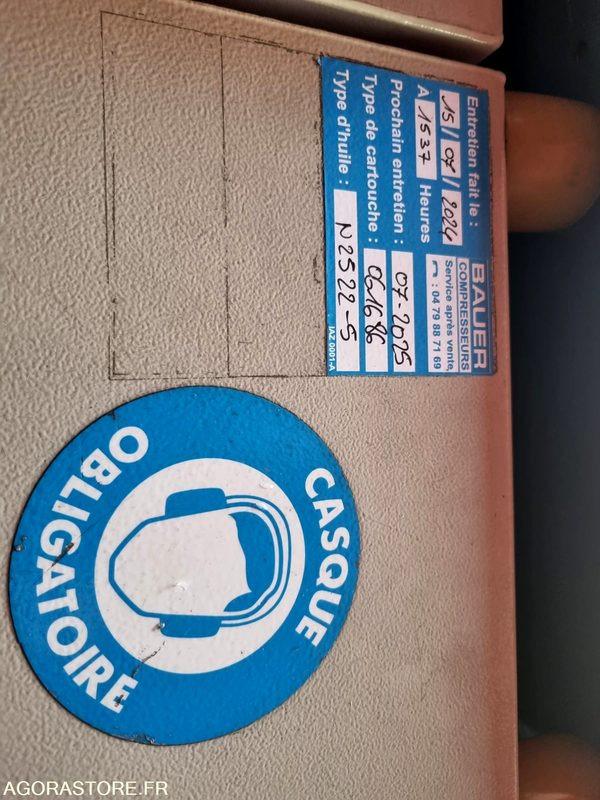 Entretien fait le :
15 // 07 // 2024
A 1537 Heures
BAUER
COMPRESSEURS
Service après vente,
: 04 79 88 71 69
Prochain entretien : 07-2025
Type de cartouche : 061686
Type d'huile : N2522-5
IAZ 0001-A
CASQUE
OBLIGATOIRE
AGORASTORE.FR